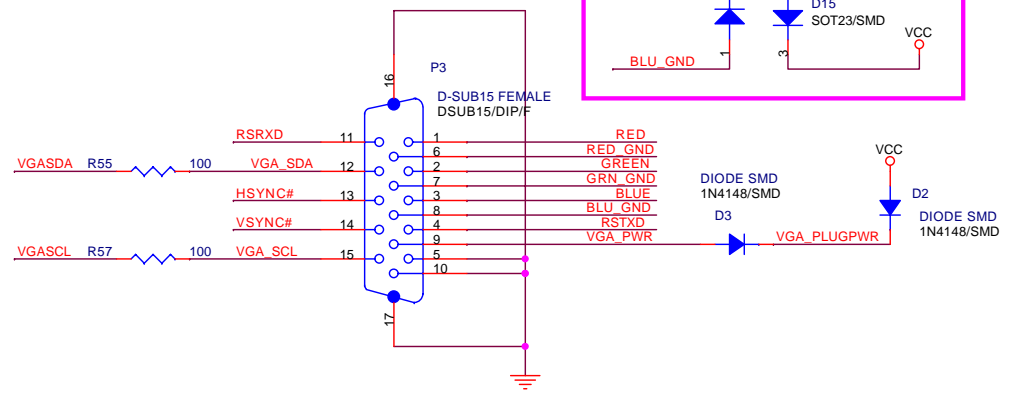 D15
SOT23/SMD
VCC
1
3
BLU_GND
16
P3
D-SUB15 FEMALE
DSUB15/DIP/F
RSRXD
11
1
RED
6
RED_GND
VGASDA
R55
100
VGA_SDA
12
2
GREEN
7
GRN_GND
HSYNC#
13
3
BLUE
8
BLU_GND
VSYNC#
14
4
RSTXD
9
VGA_PWR
VGASCL
R57
100
VGA_SCL
15
5
10
17
DIODE SMD
1N4148/SMD
D3
VGA_PLUGPWR
VCC
D2
DIODE SMD
1N4148/SMD